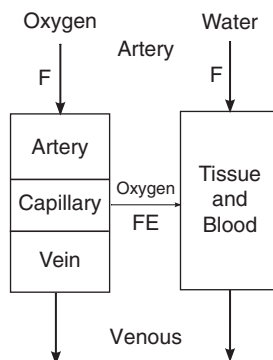 Oxygen
Water
Artery
F
F
Artery
Capillary
Vein
Oxygen
FE
Tissue
and
Blood
Venous